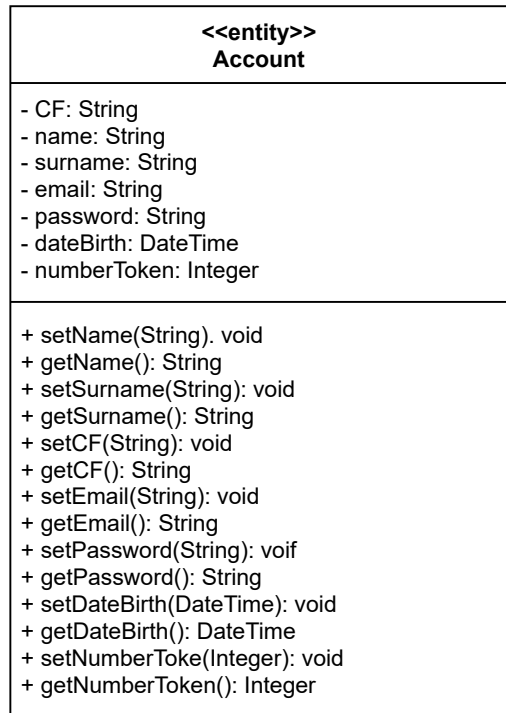 <<entity>>
Account
- CF: String
- name: String
- surname: String
- email: String
- password: String
- dateBirth: DateTime
- numberToken: Integer
+ setName(String). void
+ getName(): String
+ setSurname(String): void
+ getSurname(): String
+ setCF(String): void
+ getCF(): String
+ setEmail(String): void
+ getEmail(): String
+ setPassword(String): voif
+ getPassword(): String
+ setDateBirth(DateTime): void
+ getDateBirth(): DateTime
+ setNumberToke(Integer): void
+ getNumberToken(): Integer